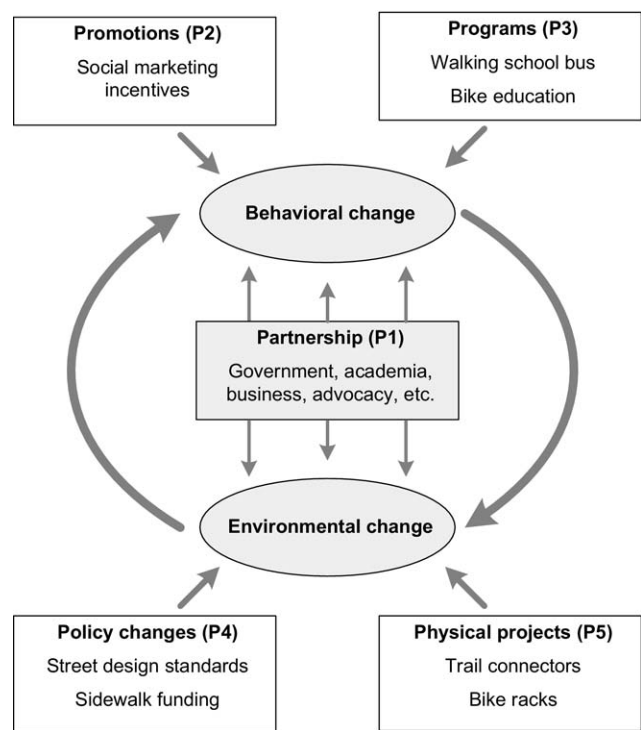 Promotions (P2)
Social marketing
incentives
Programs (P3)
Walking school bus
Bike education
Behavioral change
Partnership (P1)
Government, academia,
business, advocacy, etc.
Environmental change
Policy changes (P4)
Street design standards
Sidewalk funding
Physical projects (P5)
Trail connectors
Bike racks